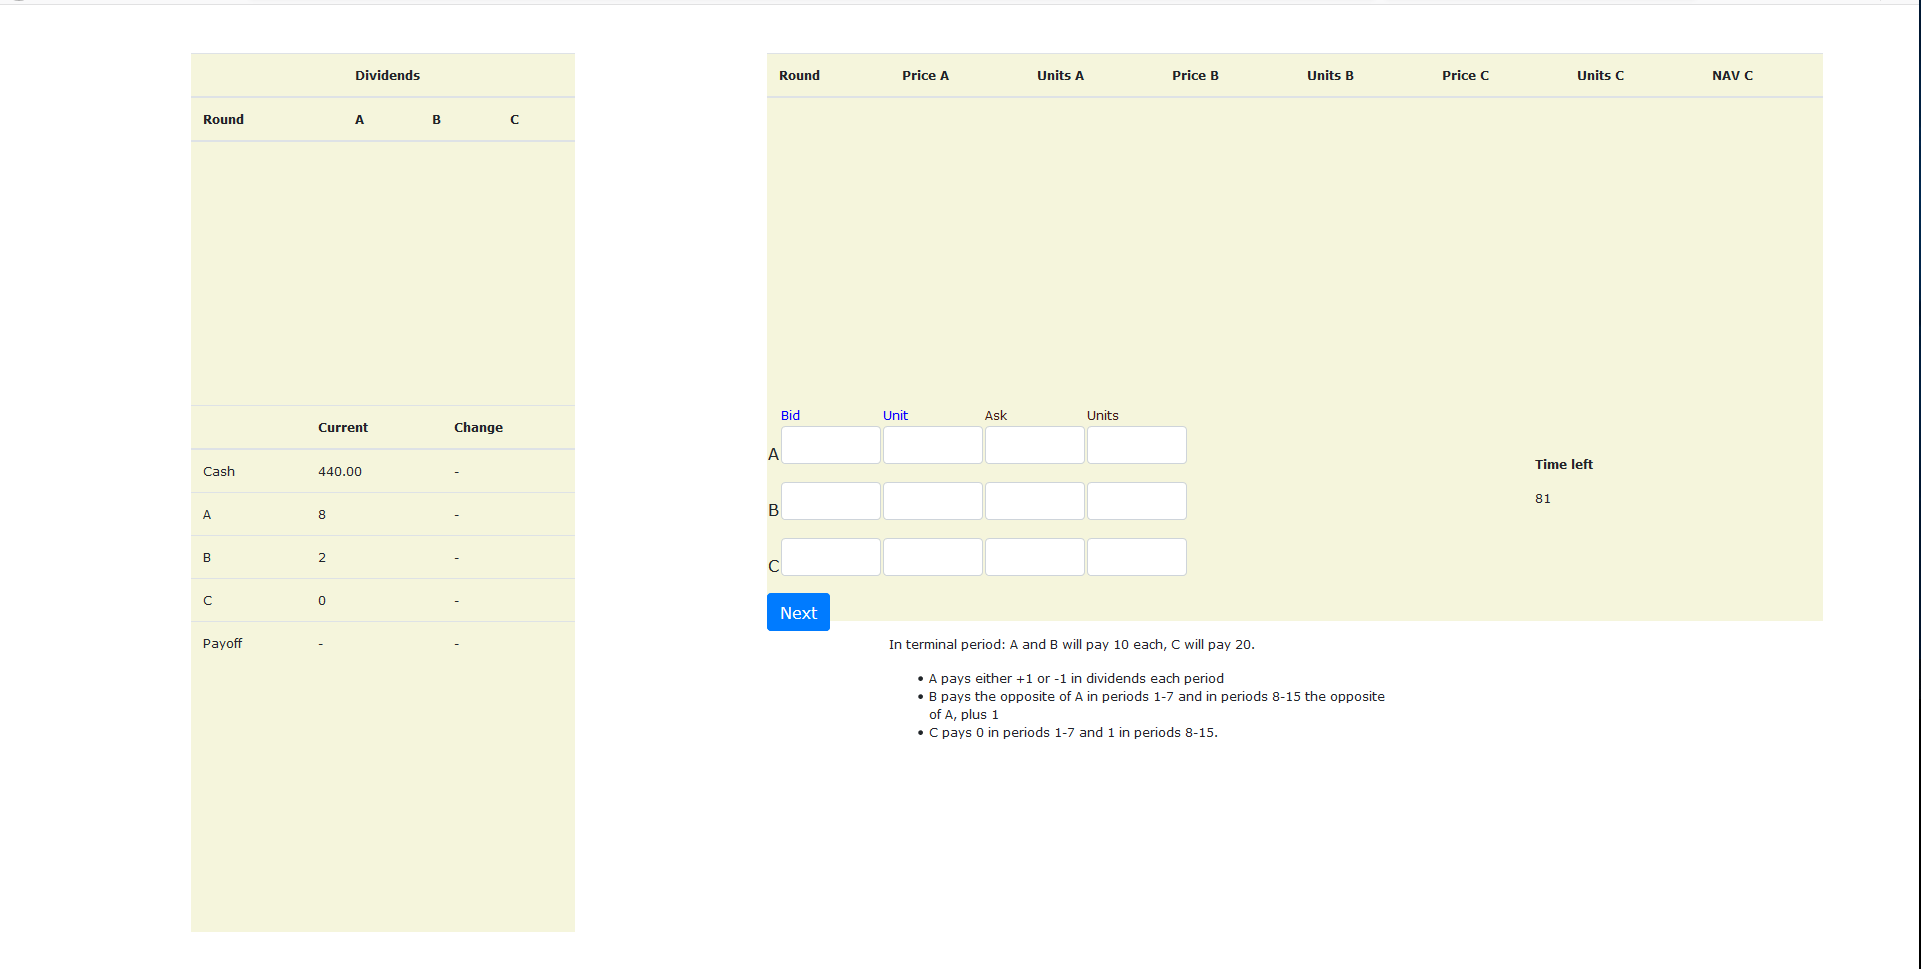 Dividends
Round A B C
Current Change
Cash 440.00 -
A 8 -
B 2 -
C 0 -
Payoff - -
Round Price A Units A Price B Units B Price C Units C NAV C
Bid Unit Ask Units
A
B
C
Time left
81
Next
In terminal period: A and B will pay 10 each, C will pay 20.
• A pays either +1 or -1 in dividends each period
• B pays the opposite of A in periods 1-7 and in periods 8-15 the opposite
of A, plus 1
• C pays 0 in periods 1-7 and 1 in periods 8-15.